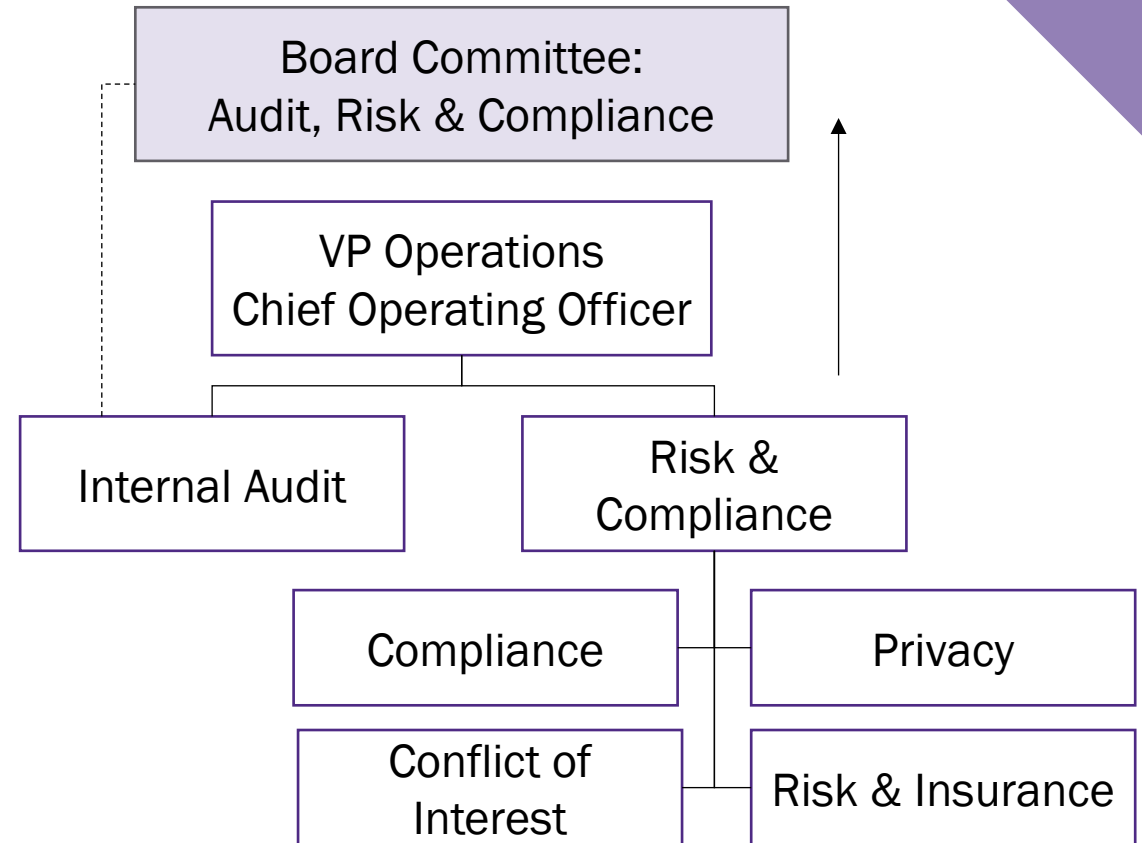 Board Committee:
Audit, Risk & Compliance
VP Operations
Chief Operating Officer
Internal Audit
Risk &
Compliance
Compliance
Privacy
Conflict of
Interest
Risk & Insurance